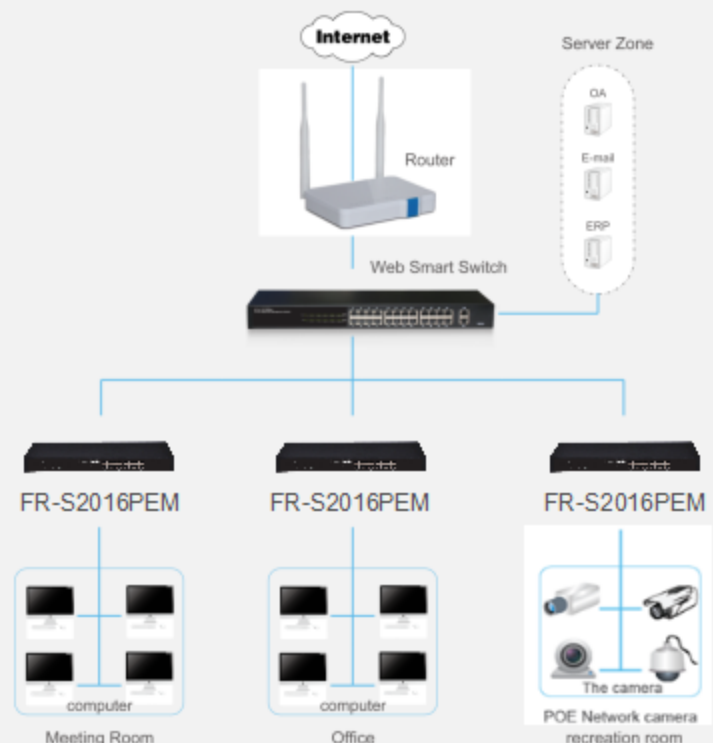 Internet
Server Zone
OA
Router
E-mail
ERP
Web Smart Switch
FR-S2016PEM
FR-S2016PEM
FR-S2016PEM
computer
computer
The camera
POE Network camera
Meeting Room
Office
recreation room